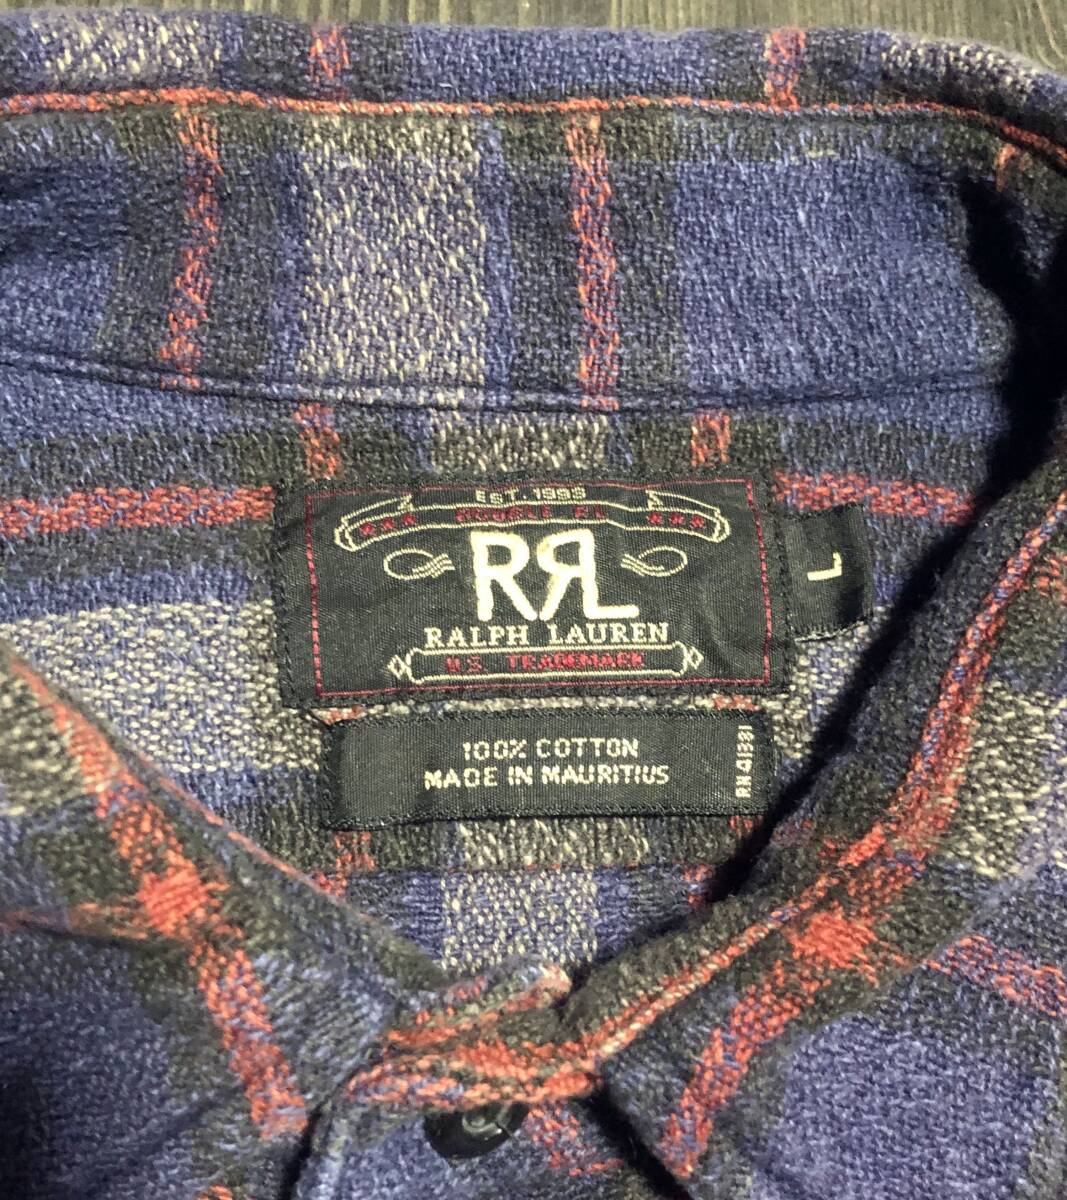 EST. 1993
DOUBLE RL
RRL
RALPH LAUREN
U.S. TRADEMARK
L
100% COTTON
MADE IN MAURITIUS
RN 41381